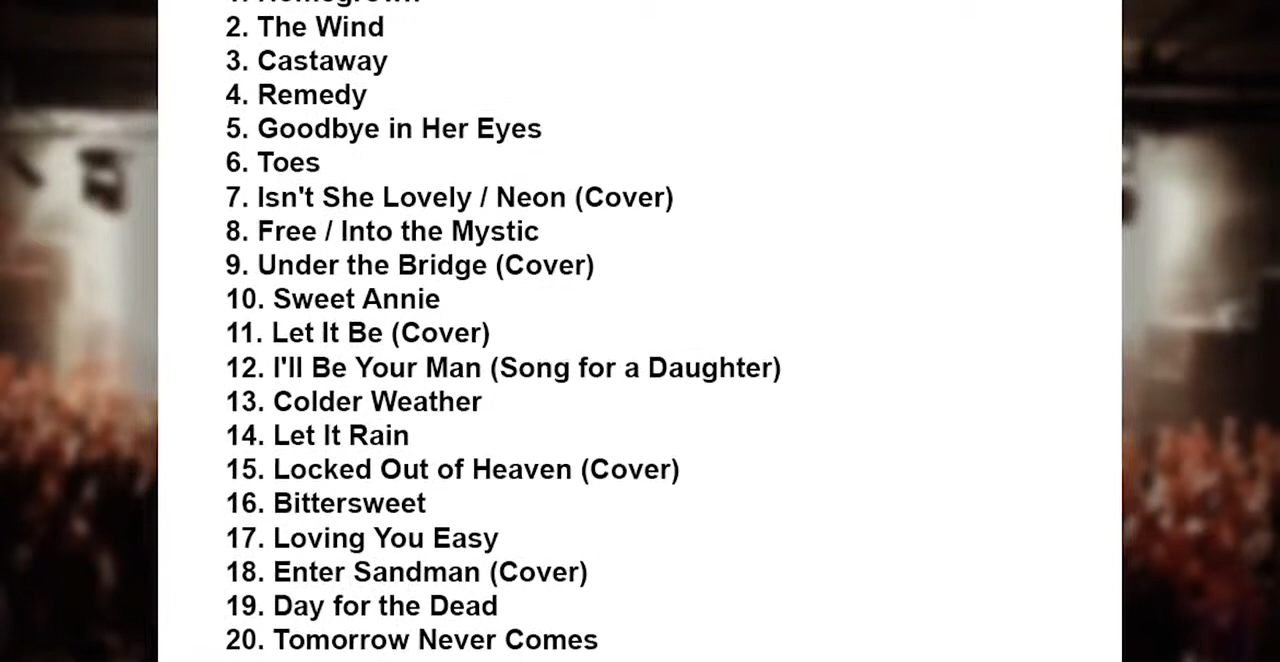 1. Homegrown
2. The Wind
3. Castaway
4. Remedy
5. Goodbye in Her Eyes
6. Toes
7. Isn't She Lovely / Neon (Cover)
8. Free / Into the Mystic
9. Under the Bridge (Cover)
10. Sweet Annie
11. Let It Be (Cover)
12. I'll Be Your Man (Song for a Daughter)
13. Colder Weather
14. Let It Rain
15. Locked Out of Heaven (Cover)
16. Bittersweet
17. Loving You Easy
18. Enter Sandman (Cover)
19. Day for the Dead
20. Tomorrow Never Comes